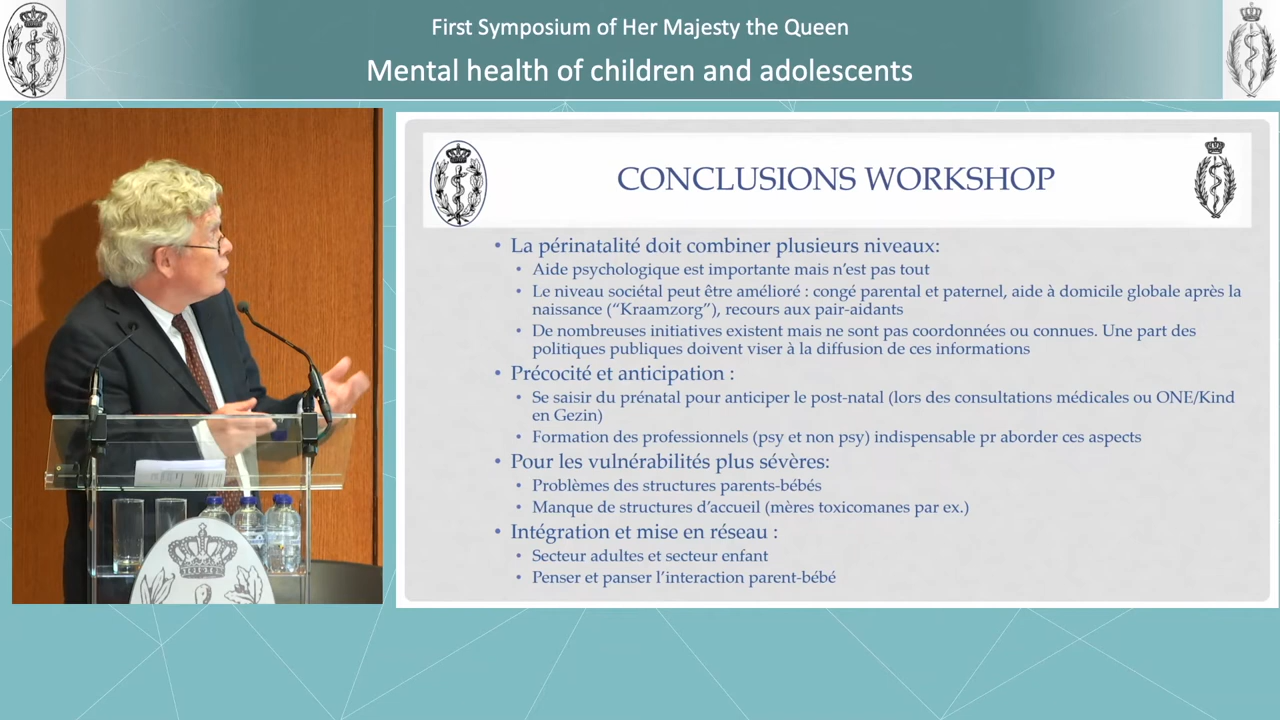 First Symposium of Her Majesty the Queen
Mental health of children and adolescents
CONCLUSIONS WORKSHOP
• La périnatalité doit combiner plusieurs niveaux:
• Aide psychologique est importante mais n’est pas tout
• Le niveau sociétal peut être amélioré : congé parental et paternel, aide à domicile globale après la
naissance (“Kraamzorg”), recours aux pair-aidants
• De nombreuses initiatives existent mais ne sont pas coordonnées ou connues. Une part des
politiques publiques doivent viser à la diffusion de ces informations
• Précocité et anticipation :
• Se saisir du prénatal pour anticiper le post-natal (lors des consultations médicales ou ONE/Kind
en Gezin)
• Formation des professionnels (psy et non psy) indispensable pr aborder ces aspects
• Pour les vulnérabilités plus sévères:
• Problèmes des structures parents-bébés
• Manque de structures d’accueil (mères toxicomanes par ex.)
• Intégration et mise en réseau :
• Secteur adultes et secteur enfant
• Penser et panser l’interaction parent-bébé